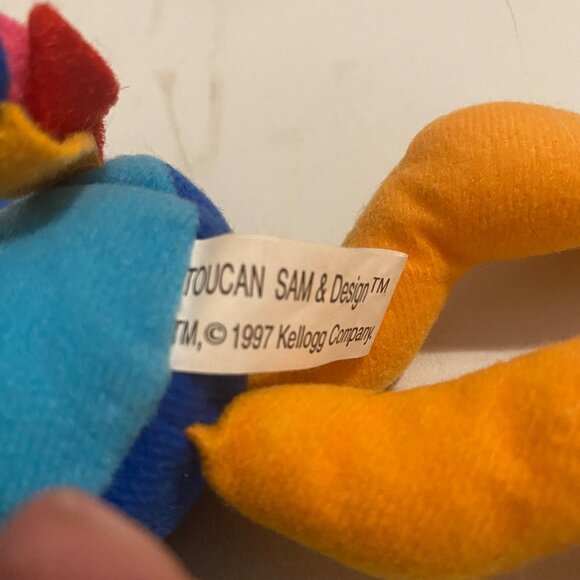 TOUCAN SAM & Design™
™,© 1997 Kellogg Company.